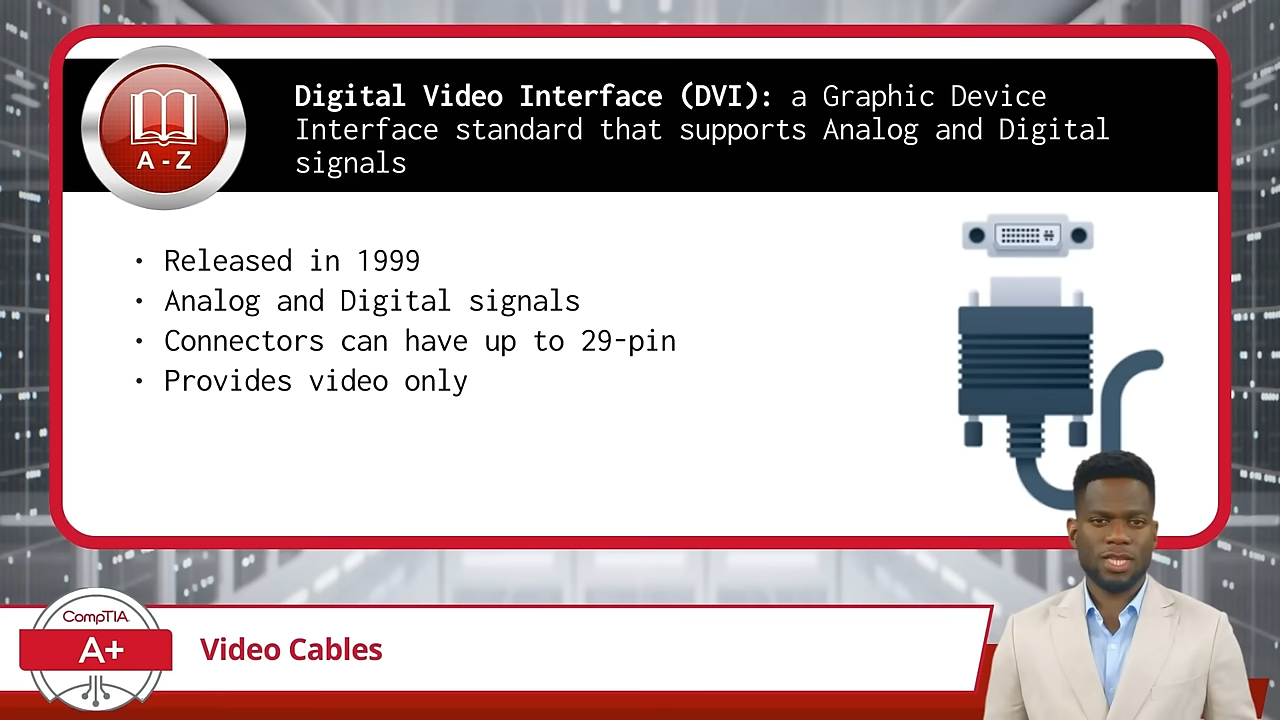 A - Z
Digital Video Interface (DVI): a Graphic Device
Interface standard that supports Analog and Digital
signals
• Released in 1999
• Analog and Digital signals
• Connectors can have up to 29-pin
• Provides video only
CompTIA
A+
Video Cables